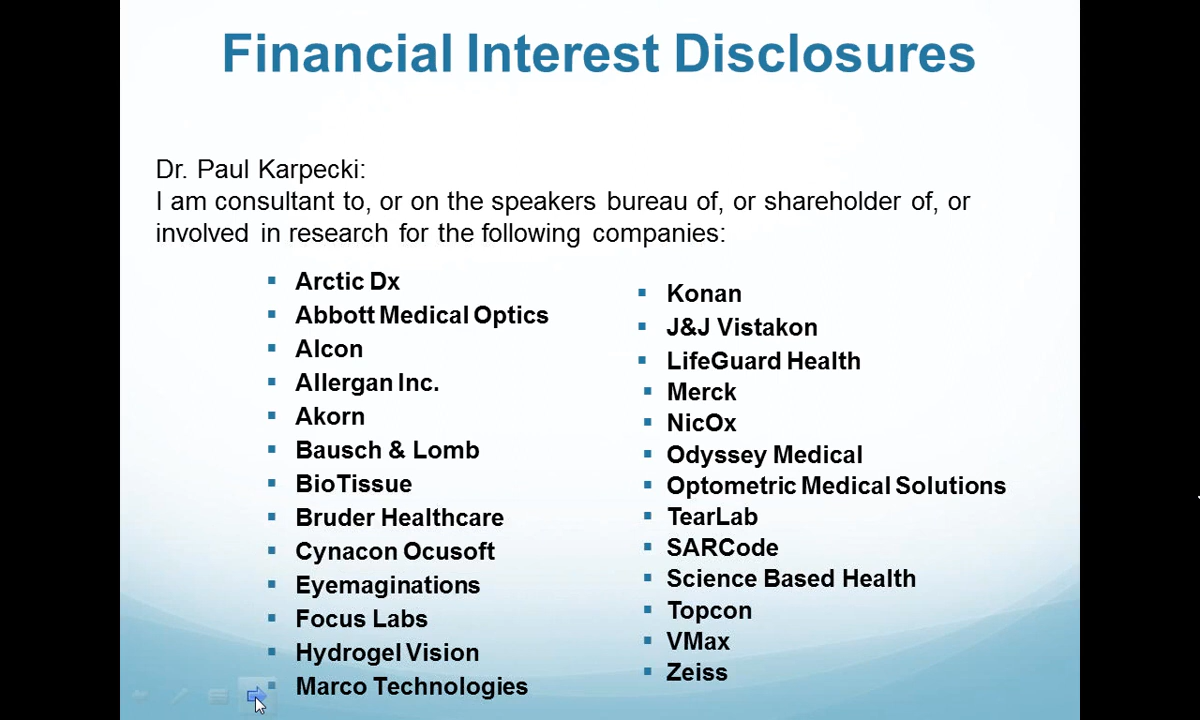 Financial Interest Disclosures
Dr. Paul Karpecki:
I am consultant to, or on the speakers bureau of, or shareholder of, or
involved in research for the following companies:
Arctic Dx
Abbott Medical Optics
Alcon
Allergan Inc.
Akorn
Bausch & Lomb
BioTissue
Bruder Healthcare
Cynacon Ocusoft
Eyemaginations
Focus Labs
Hydrogel Vision
Marco Technologies
Konan
J&J Vistakon
LifeGuard Health
Merck
NicOx
Odyssey Medical
Optometric Medical Solutions
TearLab
SARCode
Science Based Health
Topcon
VMax
Zeiss